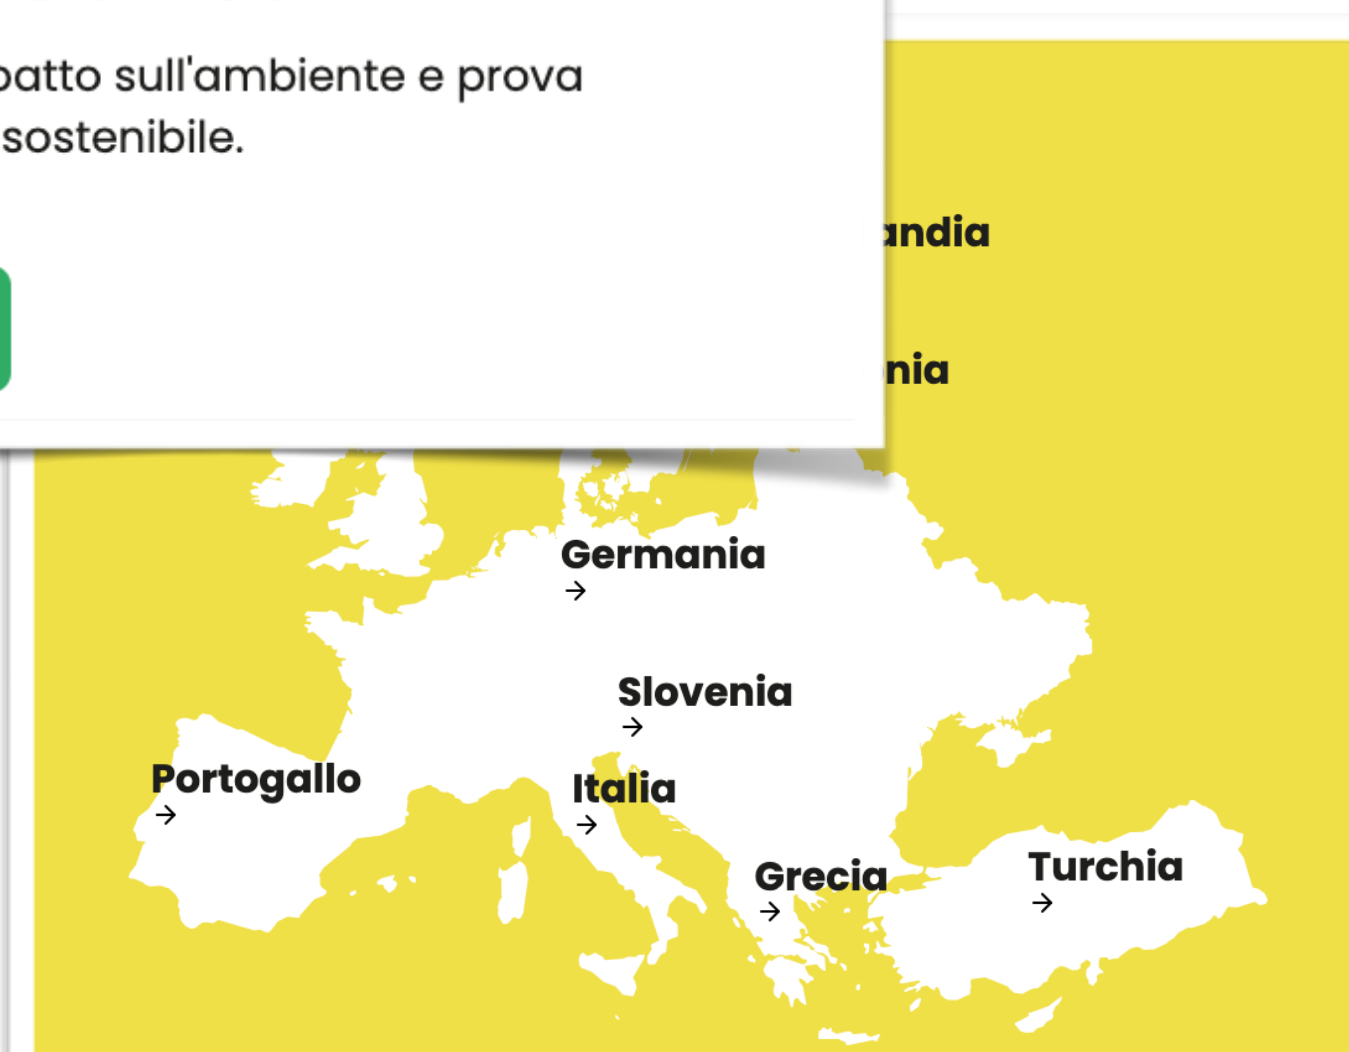 patto sull'ambiente e prova
sostenibile.
andia
nia
Germania
Slovenia
Portogallo
Italia
Grecia
Turchia